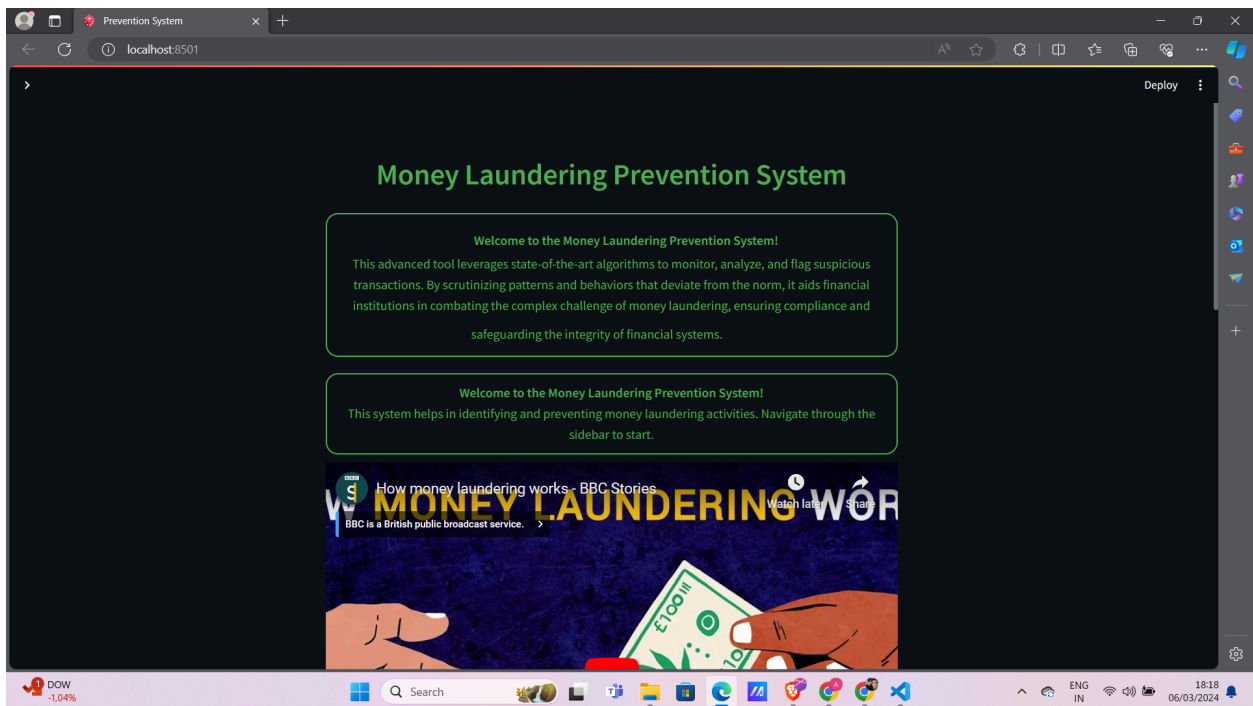 Prevention System
localhost:8501
Deploy
Money Laundering Prevention System
Welcome to the Money Laundering Prevention System!
This advanced tool leverages state-of-the-art algorithms to monitor, analyze, and flag suspicious
transactions. By scrutinizing patterns and behaviors that deviate from the norm, it aids financial
institutions in combating the complex challenge of money laundering, ensuring compliance and
safeguarding the integrity of financial systems.
Welcome to the Money Laundering Prevention System!
This system helps in identifying and preventing money laundering activities. Navigate through the
sidebar to start.
How money laundering works - BBC Stories
Watch later
Share
W MONEY LAUNDERING WOR
BBC is a British public broadcast service.
£100
DOW
-1,04%
1
Search
ENG
IN
18:18
06/03/2024